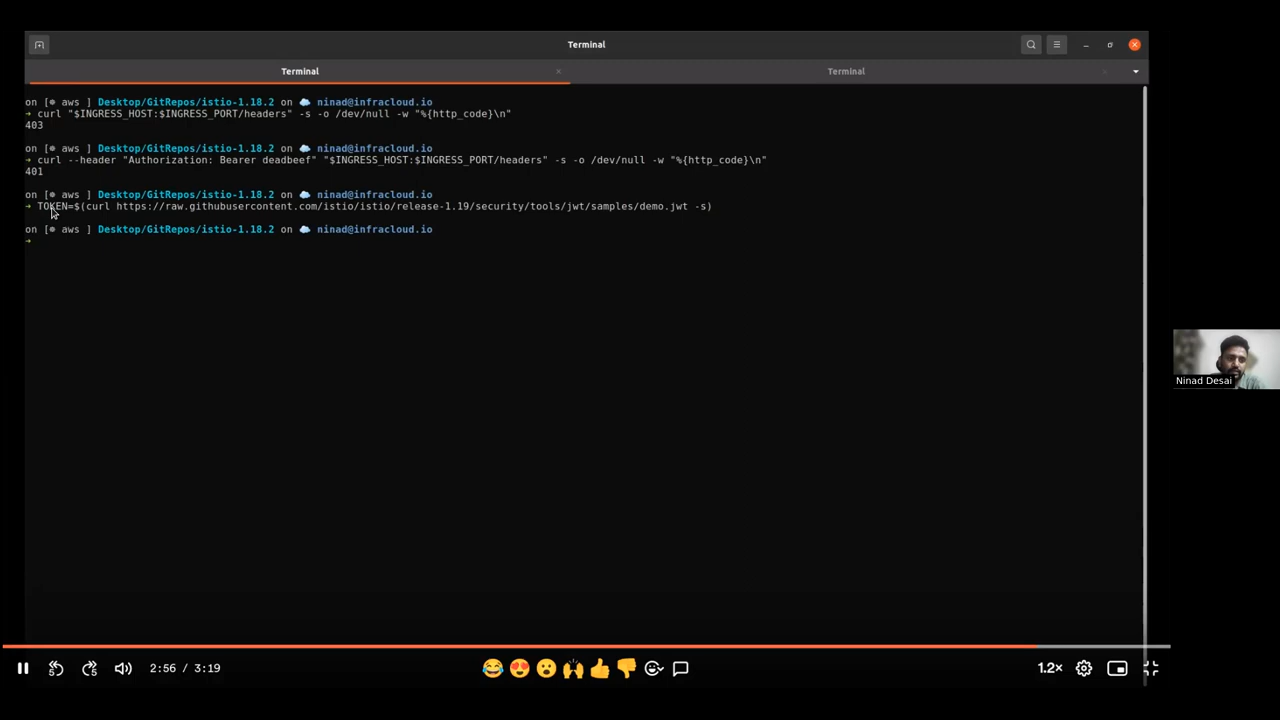 Terminal
Terminal
Terminal
on [☸ aws ] Desktop/GitRepos/istio-1.18.2 on ☁️ ninad@infracloud.io
➜ curl "$INGRESS_HOST:$INGRESS_PORT/headers" -s -o /dev/null -w "%{http_code}\n"
403
on [☸ aws ] Desktop/GitRepos/istio-1.18.2 on ☁️ ninad@infracloud.io
➜ curl --header "Authorization: Bearer deadbeef" "$INGRESS_HOST:$INGRESS_PORT/headers" -s -o /dev/null -w "%{http_code}\n"
401
on [☸ aws ] Desktop/GitRepos/istio-1.18.2 on ☁️ ninad@infracloud.io
➜ TOKEN=$(curl https://raw.githubusercontent.com/istio/istio/release-1.19/security/tools/jwt/samples/demo.jwt -s)
on [☸ aws ] Desktop/GitRepos/istio-1.18.2 on ☁️ ninad@infracloud.io
➜
Ninad Desai
5
5
2:56 / 3:19
1.2×